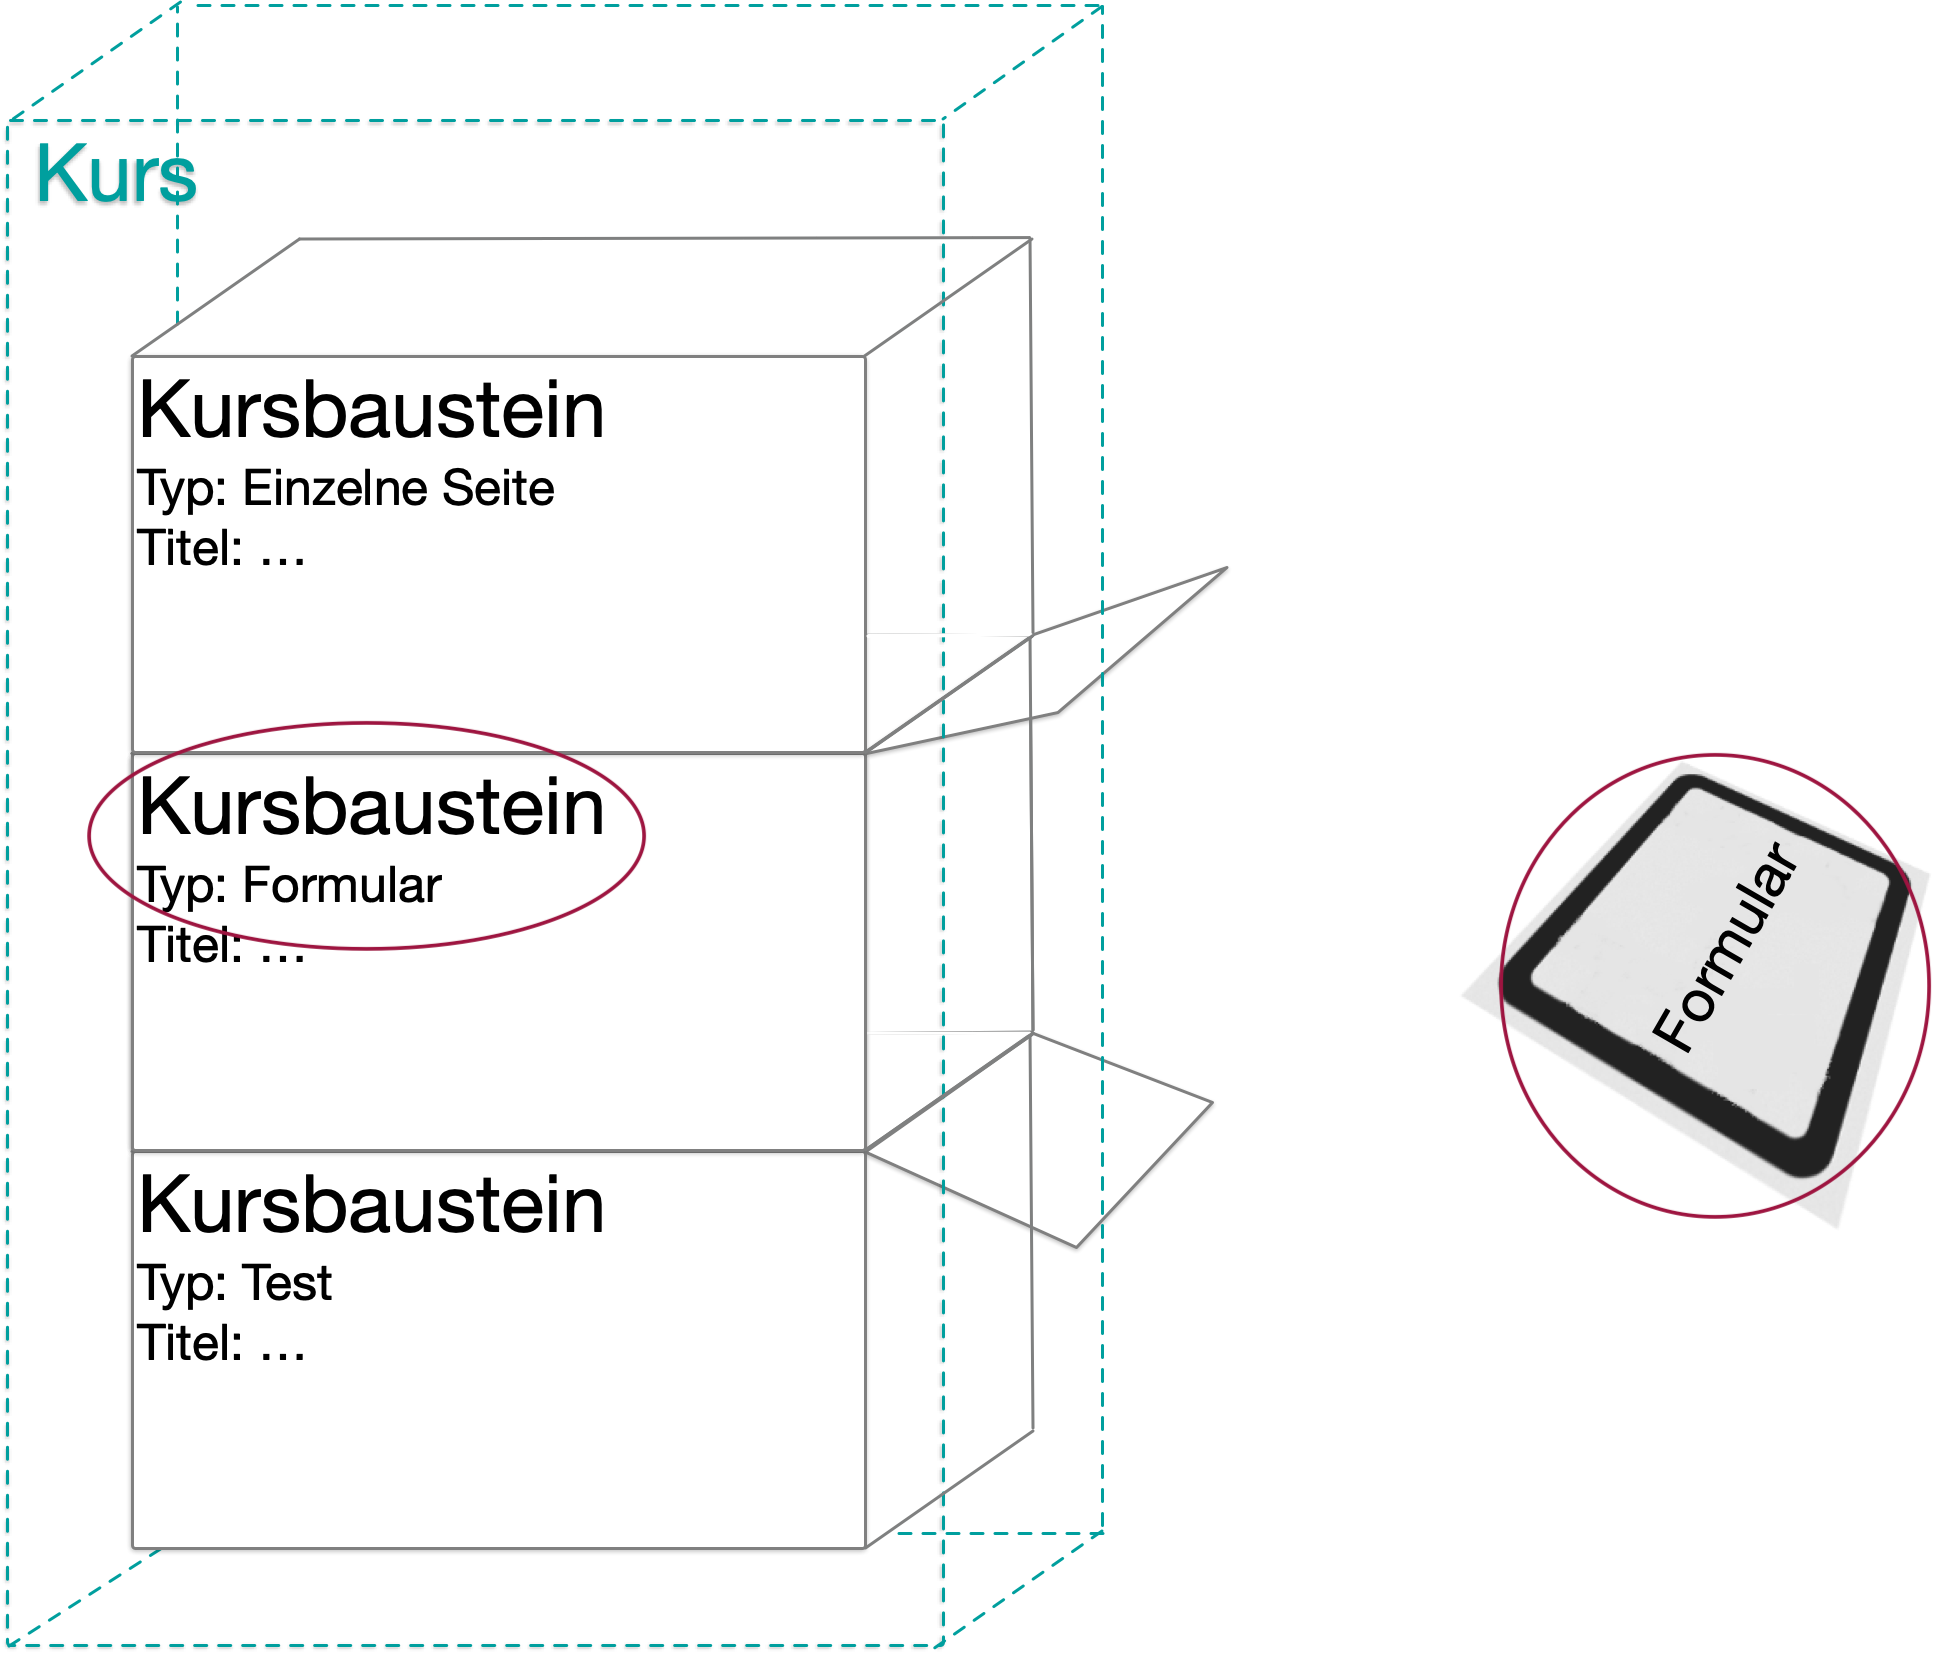 Kurs
Kursbaustein
Typ: Einzelne Seite
Titel: ...
Kursbaustein
Typ: Formular
Titel: ...
Kursbaustein
Typ: Test
Titel: ...
Formular